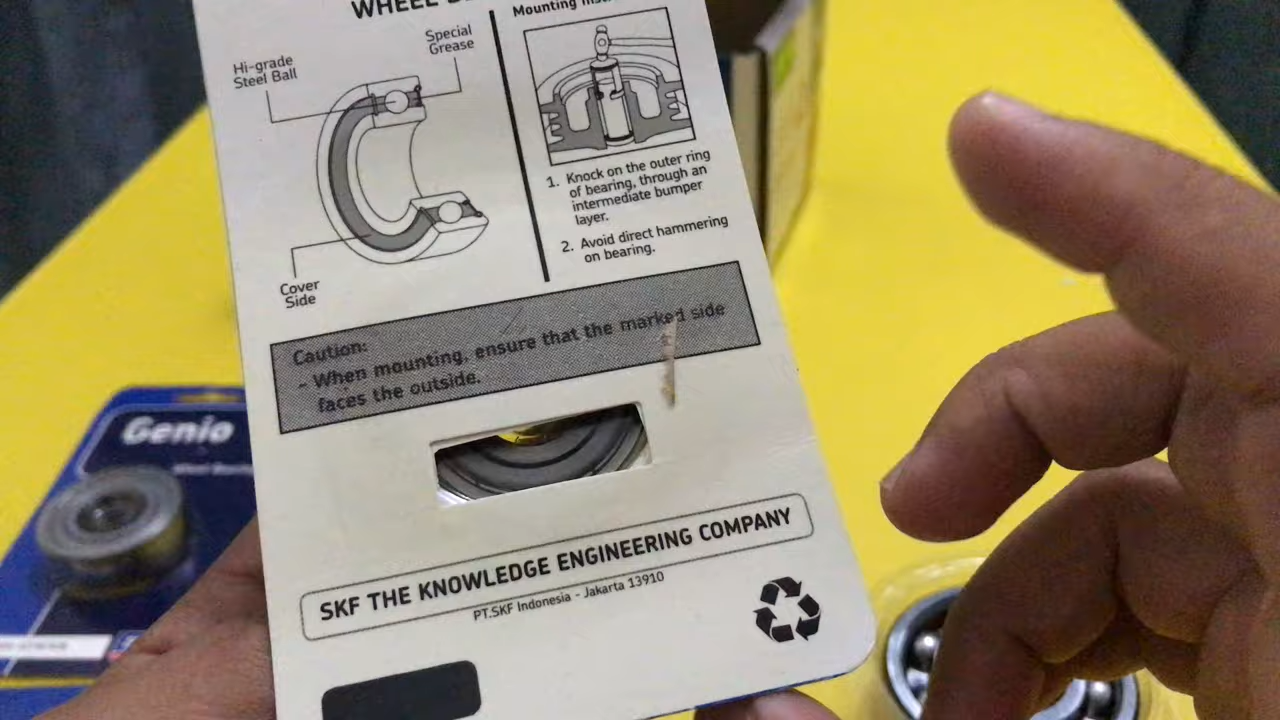 WHEEL
Mounting
Special
Grease
Hi-grade
Steel Ball
Cover
Side
1. Knock on the outer ring
of bearing, through an
intermediate bumper
layer.
2. Avoid direct hammering
on bearing.
Caution:
- When mounting, ensure that the marked side
faces the outside.
SKF THE KNOWLEDGE ENGINEERING COMPANY
PT.SKF Indonesia - Jakarta 13910
Genio